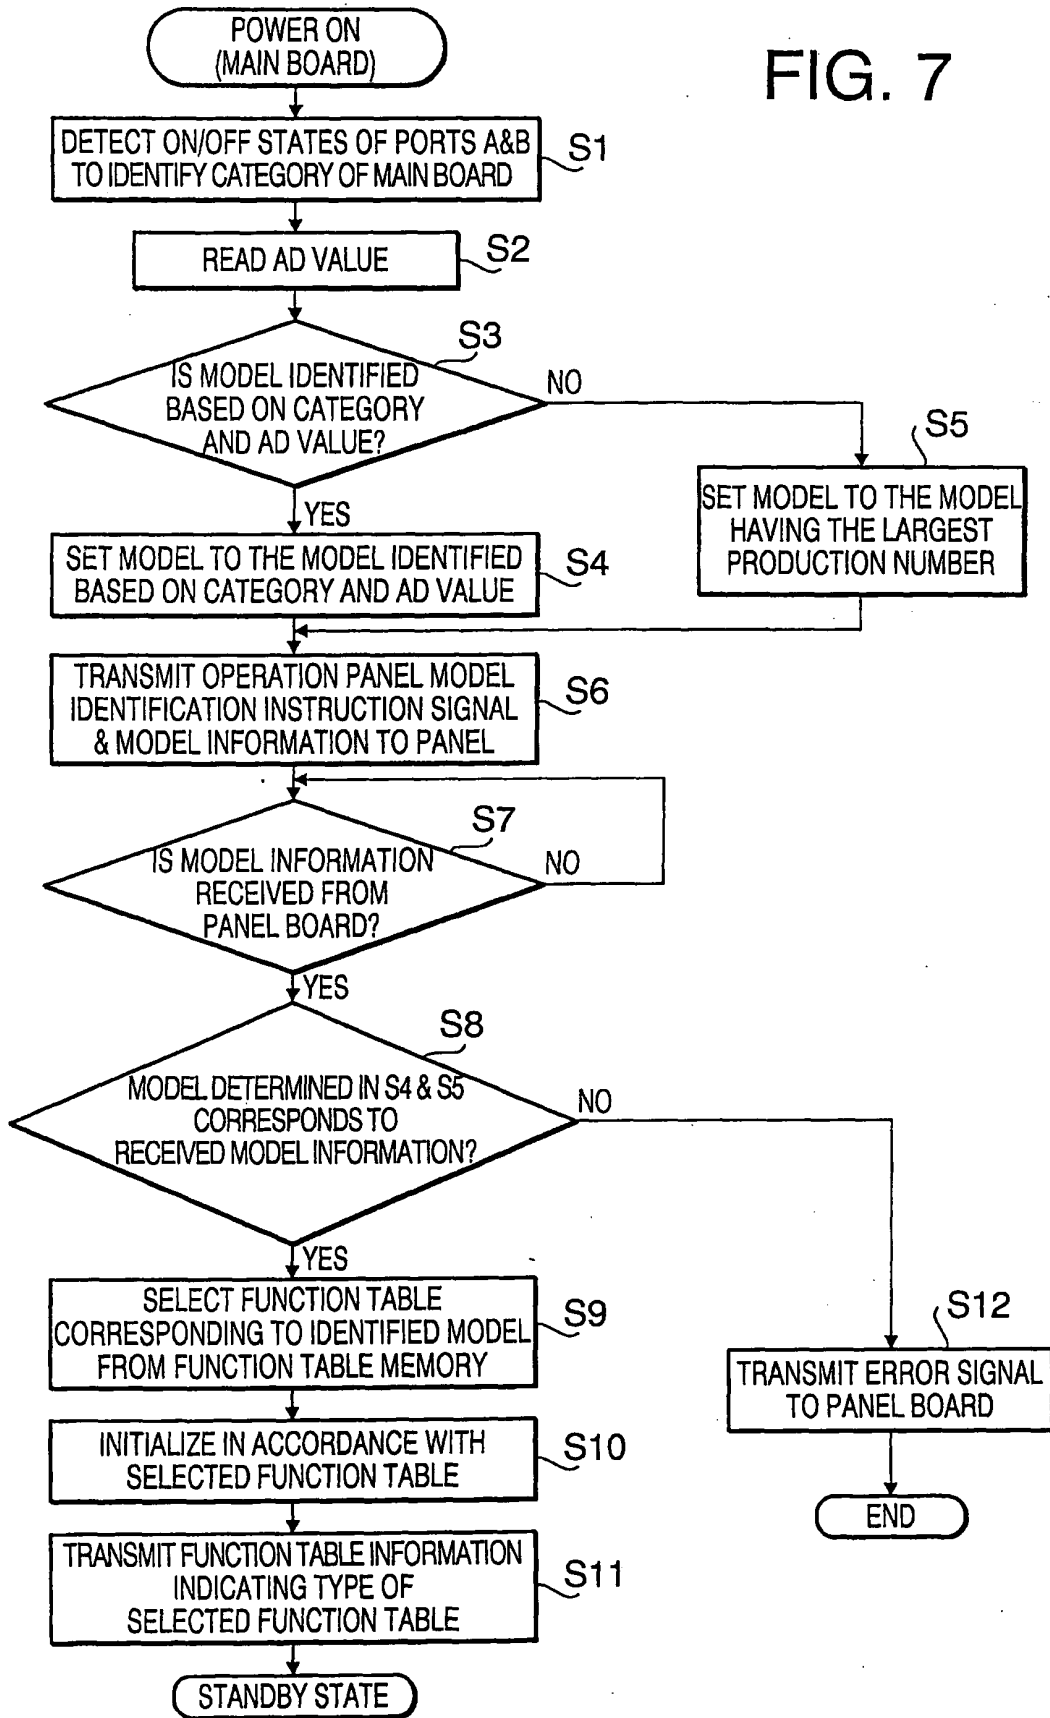 FIG. 7
POWER ON
(MAIN BOARD)
DETECT ON/OFF STATES OF PORTS A&B
TO IDENTIFY CATEGORY OF MAIN BOARD
S1
READ AD VALUE
S2
S3
IS MODEL IDENTIFIED
BASED ON CATEGORY
AND AD VALUE?
NO
YES
S5
SET MODEL TO THE MODEL
HAVING THE LARGEST
PRODUCTION NUMBER
SET MODEL TO THE MODEL IDENTIFIED
BASED ON CATEGORY AND AD VALUE
S4
TRANSMIT OPERATION PANEL MODEL
IDENTIFICATION INSTRUCTION SIGNAL
& MODEL INFORMATION TO PANEL
S6
S7
IS MODEL INFORMATION
RECEIVED FROM
PANEL BOARD?
NO
YES
S8
MODEL DETERMINED IN S4 & S5
CORRESPONDS TO
RECEIVED MODEL INFORMATION?
NO
YES
SELECT FUNCTION TABLE
CORRESPONDING TO IDENTIFIED MODEL
FROM FUNCTION TABLE MEMORY
S9
S12
TRANSMIT ERROR SIGNAL
TO PANEL BOARD
INITIALIZE IN ACCORDANCE WITH
SELECTED FUNCTION TABLE
S10
END
TRANSMIT FUNCTION TABLE INFORMATION
INDICATING TYPE OF
SELECTED FUNCTION TABLE
S11
STANDBY STATE